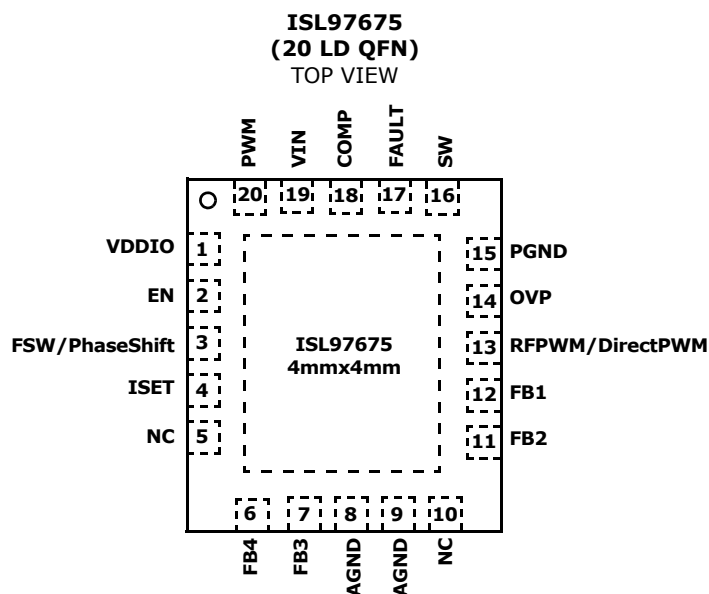 ISL97675
(20 LD QFN)
TOP VIEW
PWM
VIN
COMP
FAULT
SW
20
19
18
17
16
VDDIO 1
EN 2
FSW/PhaseShift 3
ISET 4
NC 5
ISL97675
4mmx4mm
15 PGND
14 OVP
13 RFPWM/DirectPWM
12 FB1
11 FB2
6
7
8
9
10
FB4
FB3
AGND
AGND
NC